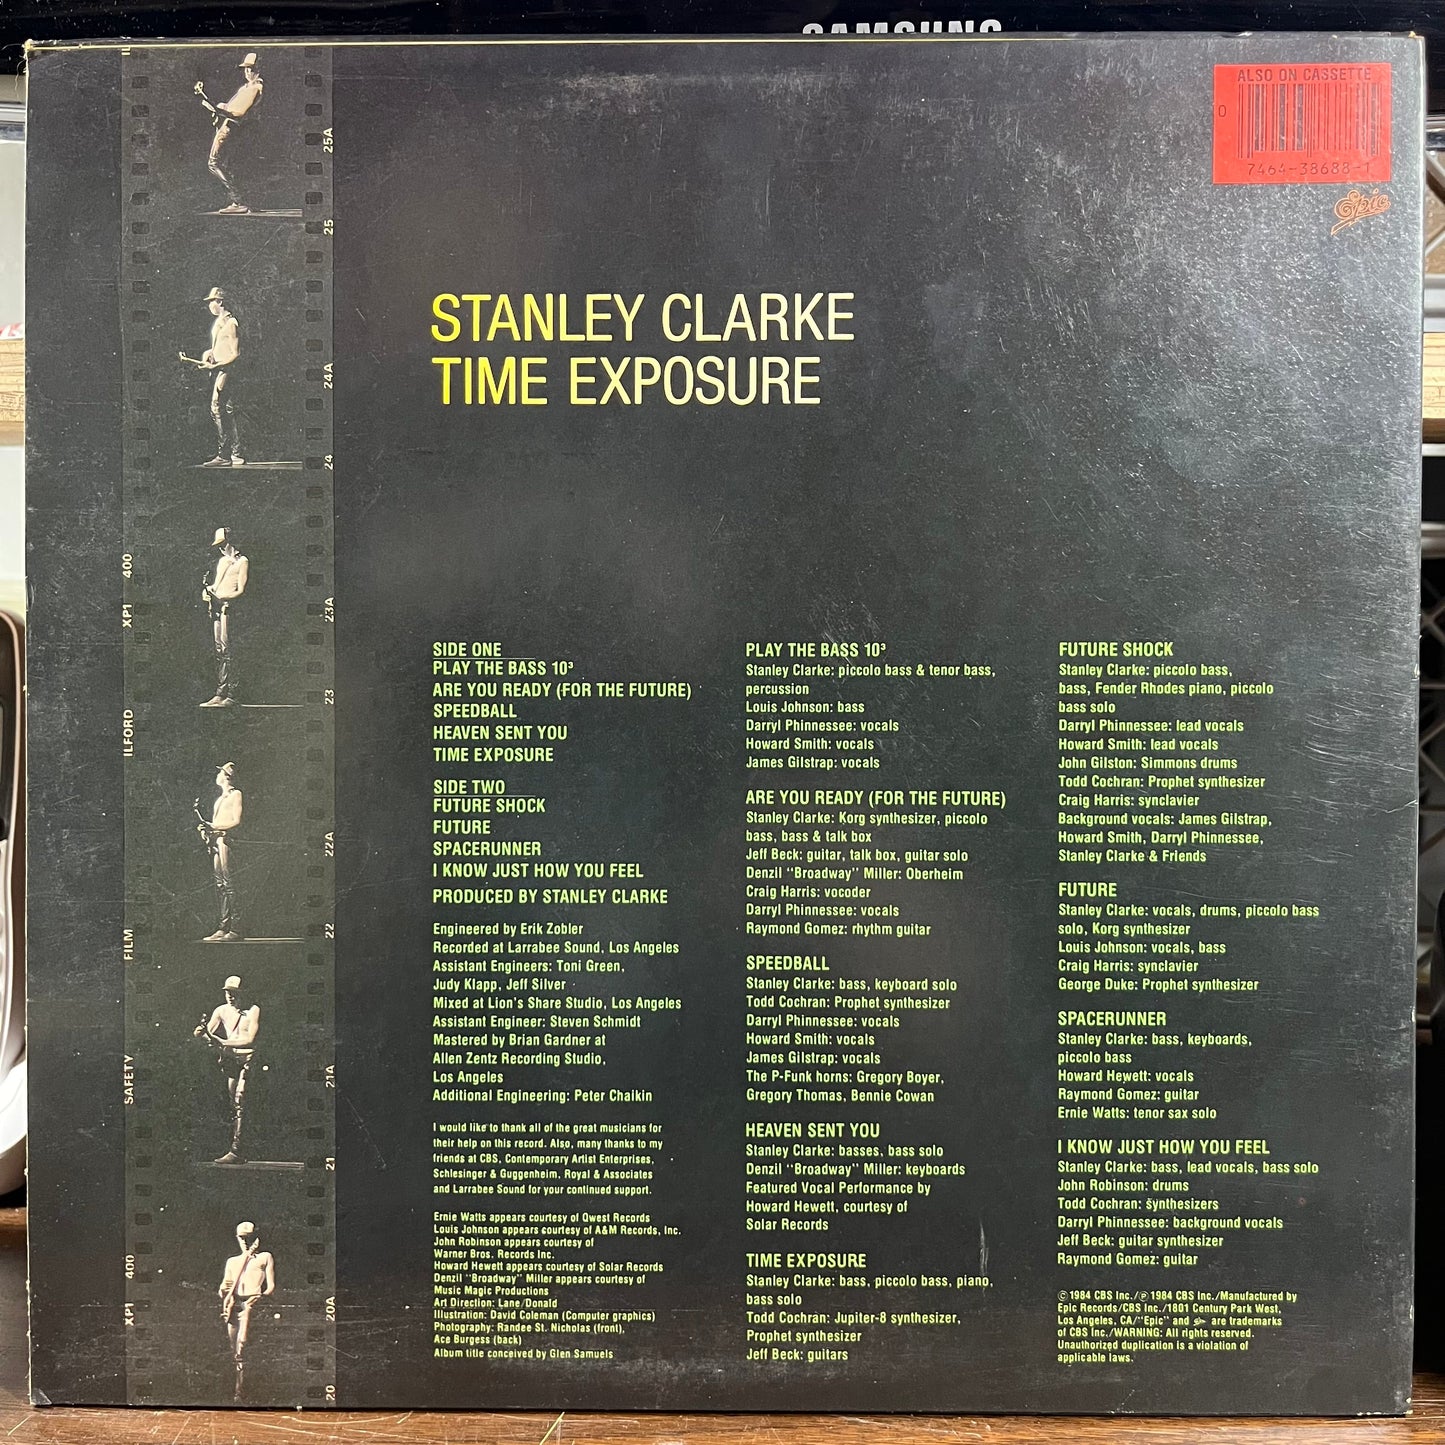 SAMSUNG
ALSO ON CASSETTE
0
7464-38688-1
Epic
STANLEY CLARKE
TIME EXPOSURE
25A
25
24A
24
400
XP1
23A
23
ILFORD
22A
22
FILM
SAFETY
21A
21
400
XP1
20A
20
SIDE ONE
PLAY THE BASS 10³
ARE YOU READY (FOR THE FUTURE)
SPEEDBALL
HEAVEN SENT YOU
TIME EXPOSURE
SIDE TWO
FUTURE SHOCK
FUTURE
SPACERUNNER
I KNOW JUST HOW YOU FEEL
PRODUCED BY STANLEY CLARKE
Engineered by Erik Zobler
Recorded at Larrabee Sound, Los Angeles
Assistant Engineers: Toni Green,
Judy Klapp, Jeff Silver
Mixed at Lion's Share Studio, Los Angeles
Assistant Engineer: Steven Schmidt
Mastered by Brian Gardner at
Allen Zentz Recording Studio,
Los Angeles
Additional Engineering: Peter Chaikin
I would like to thank all of the great musicians for
their help on this record. Also, many thanks to my
friends at CBS, Contemporary Artist Enterprises,
Schlesinger & Guggenheim, Royal & Associates
and Larrabee Sound for your continued support.
Ernie Watts appears courtesy of Qwest Records
Louis Johnson appears courtesy of A&M Records, Inc.
John Robinson appears courtesy of
Warner Bros. Records Inc.
Howard Hewett appears courtesy of Solar Records
Denzil "Broadway" Miller appears courtesy of
Music Magic Productions
Art Direction: Lane/Donald
Illustration: David Coleman (Computer graphics)
Photography: Randee St. Nicholas (front),
Ace Burgess (back)
Album title conceived by Glen Samuels
PLAY THE BASS 10³
Stanley Clarke: piccolo bass & tenor bass,
percussion
Louis Johnson: bass
Darryl Phinnessee: vocals
Howard Smith: vocals
James Gilstrap: vocals
ARE YOU READY (FOR THE FUTURE)
Stanley Clarke: Korg synthesizer, piccolo
bass, bass & talk box
Jeff Beck: guitar, talk box, guitar solo
Denzil "Broadway" Miller: Oberheim
Craig Harris: vocoder
Darryl Phinnessee: vocals
Raymond Gomez: rhythm guitar
SPEEDBALL
Stanley Clarke: bass, keyboard solo
Todd Cochran: Prophet synthesizer
Darryl Phinnessee: vocals
Howard Smith: vocals
James Gilstrap: vocals
The P-Funk horns: Gregory Boyer,
Gregory Thomas, Bennie Cowan
HEAVEN SENT YOU
Stanley Clarke: basses, bass solo
Denzil "Broadway" Miller: keyboards
Featured Vocal Performance by
Howard Hewett, courtesy of
Solar Records
TIME EXPOSURE
Stanley Clarke: bass, piccolo bass, piano,
bass solo
Todd Cochran: Jupiter-8 synthesizer,
Prophet synthesizer
Jeff Beck: guitars
FUTURE SHOCK
Stanley Clarke: piccolo bass,
bass, Fender Rhodes piano, piccolo
bass solo
Darryl Phinnessee: lead vocals
Howard Smith: lead vocals
John Gilston: Simmons drums
Todd Cochran: Prophet synthesizer
Craig Harris: synclavier
Background vocals: James Gilstrap,
Howard Smith, Darryl Phinnessee,
Stanley Clarke & Friends
FUTURE
Stanley Clarke: vocals, drums, piccolo bass
solo, Korg synthesizer
Louis Johnson: vocals, bass
Craig Harris: synclavier
George Duke: Prophet synthesizer
SPACERUNNER
Stanley Clarke: bass, keyboards,
piccolo bass
Howard Hewett: vocals
Raymond Gomez: guitar
Ernie Watts: tenor sax solo
I KNOW JUST HOW YOU FEEL
Stanley Clarke: bass, lead vocals, bass solo
John Robinson: drums
Todd Cochran: synthesizers
Darryl Phinnessee: background vocals
Jeff Beck: guitar synthesizer
Raymond Gomez: guitar
©1984 CBS Inc./℗1984 CBS Inc./Manufactured by
Epic Records/CBS Inc./1801 Century Park West,
Los Angeles, CA/"Epic" and are trademarks
of CBS Inc./WARNING: All rights reserved.
Unauthorized duplication is a violation of
applicable laws.